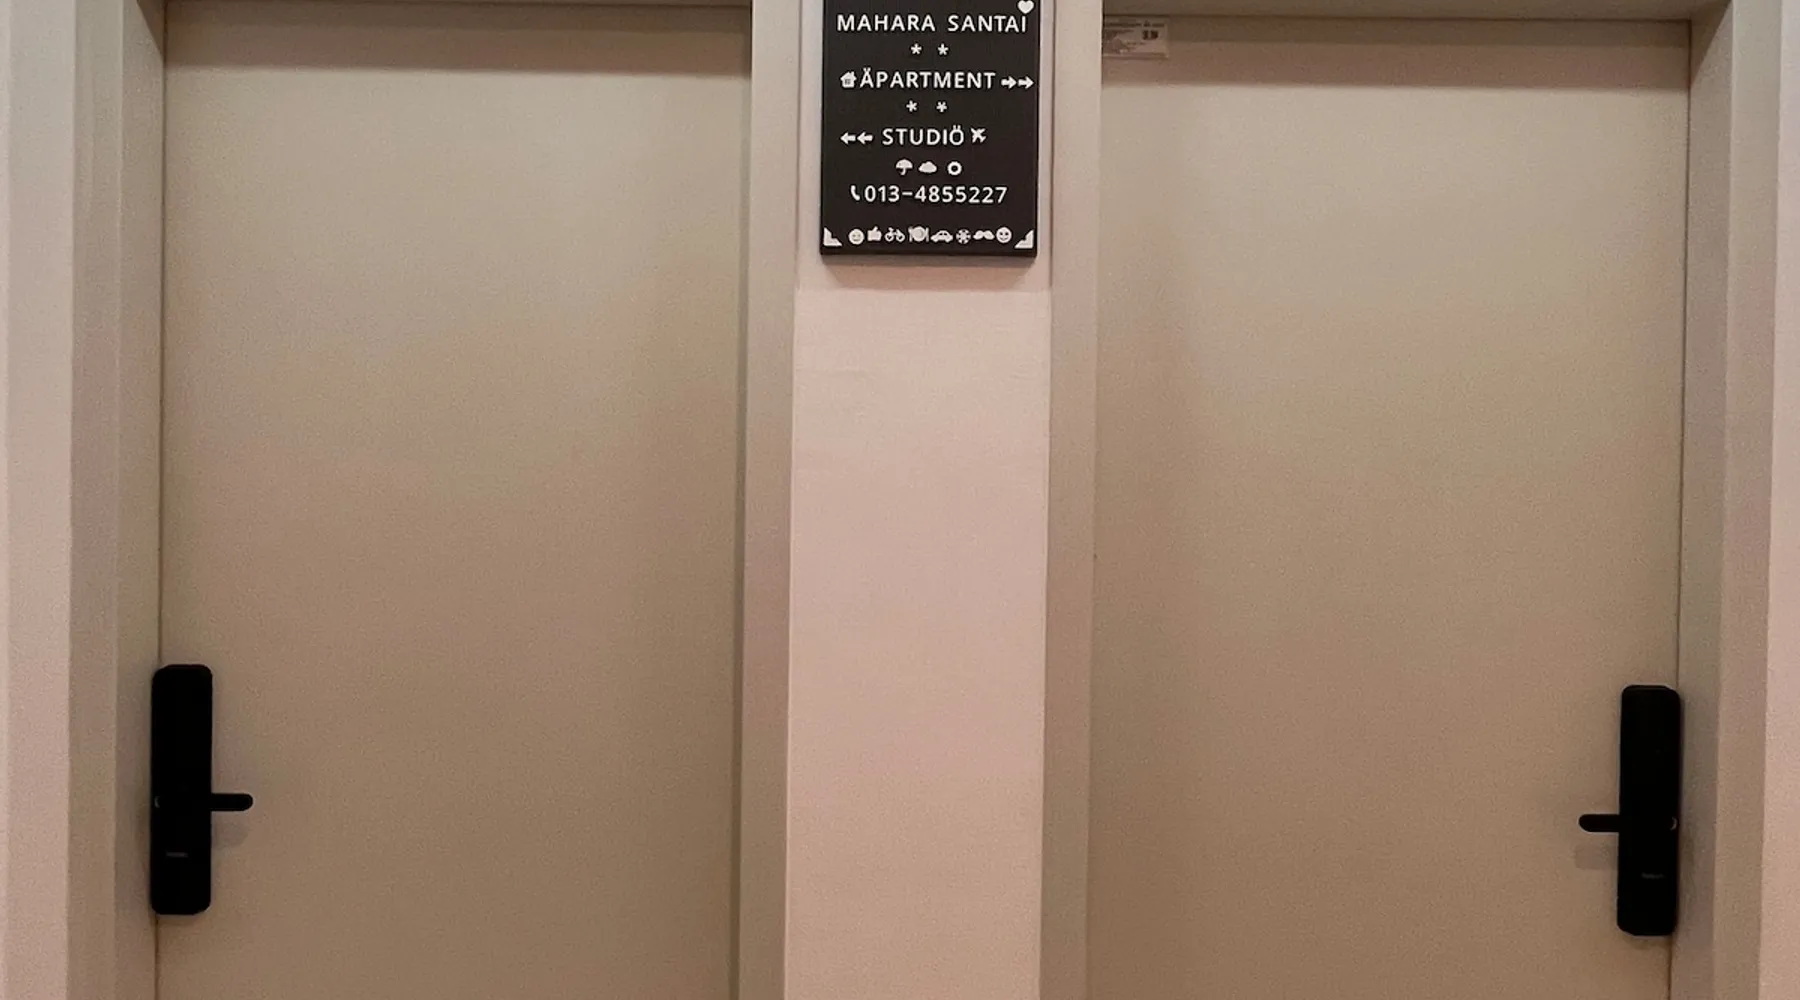 MAHARA SANTAI
* *
ÄPARTMENT →→
* *
←← STUDIÖ
013-4855227